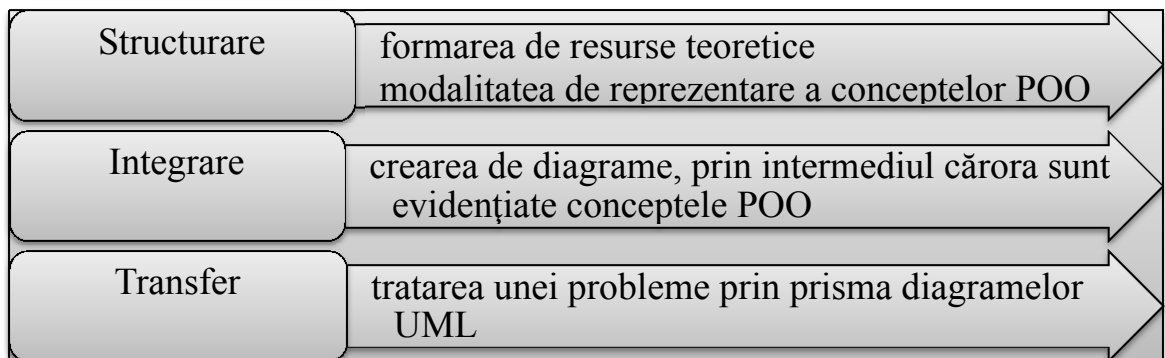 Structurare
formarea de resurse teoretice
modalitatea de reprezentare a conceptelor POO
Integrare
crearea de diagrame, prin intermediul cărora sunt
evidenţiate conceptele POO
Transfer
tratarea unei probleme prin prisma diagramelor
UML